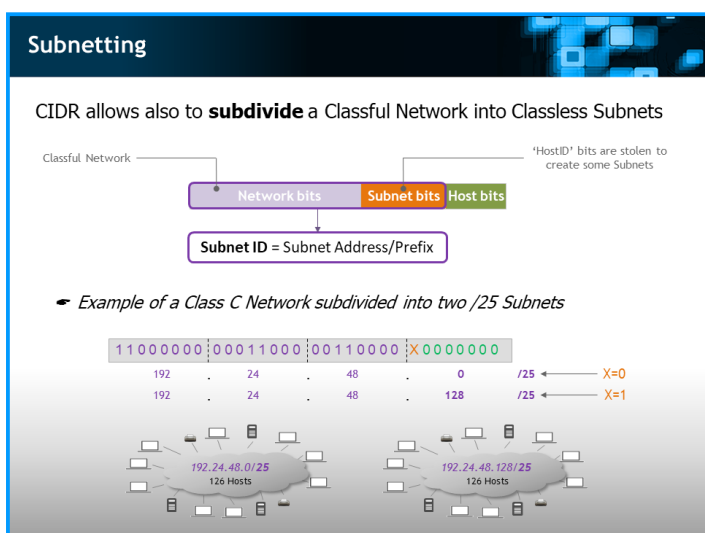 Subnetting
CIDR allows also to subdivide a Classful Network into Classless Subnets
Classful Network
'HostID' bits are stolen to
create some Subnets
Network bits Subnet bits Host bits
Subnet ID = Subnet Address/Prefix
☛ Example of a Class C Network subdivided into two /25 Subnets
11000000 00011000 00110000 X0000000
192 . 24 . 48 . 0 /25 X=0
192 . 24 . 48 . 128 /25 X=1
192.24.48.0/25
126 Hosts
192.24.48.128/25
126 Hosts